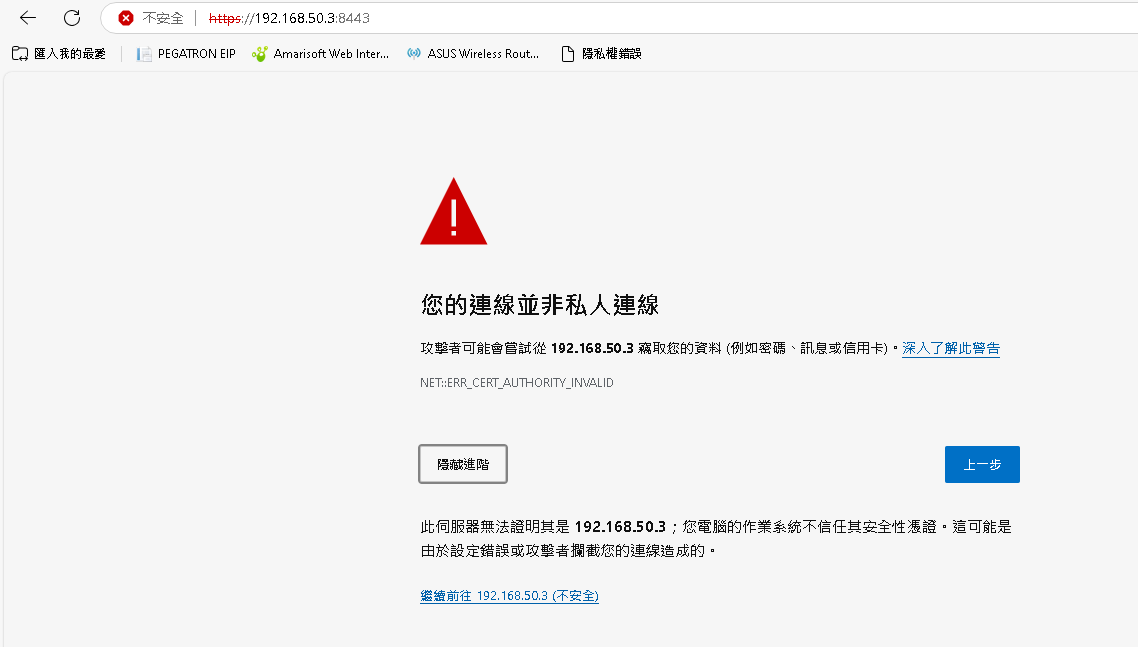 不安全 https://192.168.50.3:8443
匯入我的最愛 PEGATRON EIP Amarisoft Web Inter... ASUS Wireless Rout... 隱私權錯誤
!
您的連線並非私人連線
攻擊者可能會嘗試從 192.168.50.3 竊取您的資料 (例如密碼、訊息或信用卡)。深入了解此警告
NET::ERR_CERT_AUTHORITY_INVALID
隱藏進階 上一步
此伺服器無法證明其是 192.168.50.3；您電腦的作業系統不信任其安全性憑證。這可能是
由於設定錯誤或攻擊者攔截您的連線造成的。
繼續前往 192.168.50.3 (不安全)